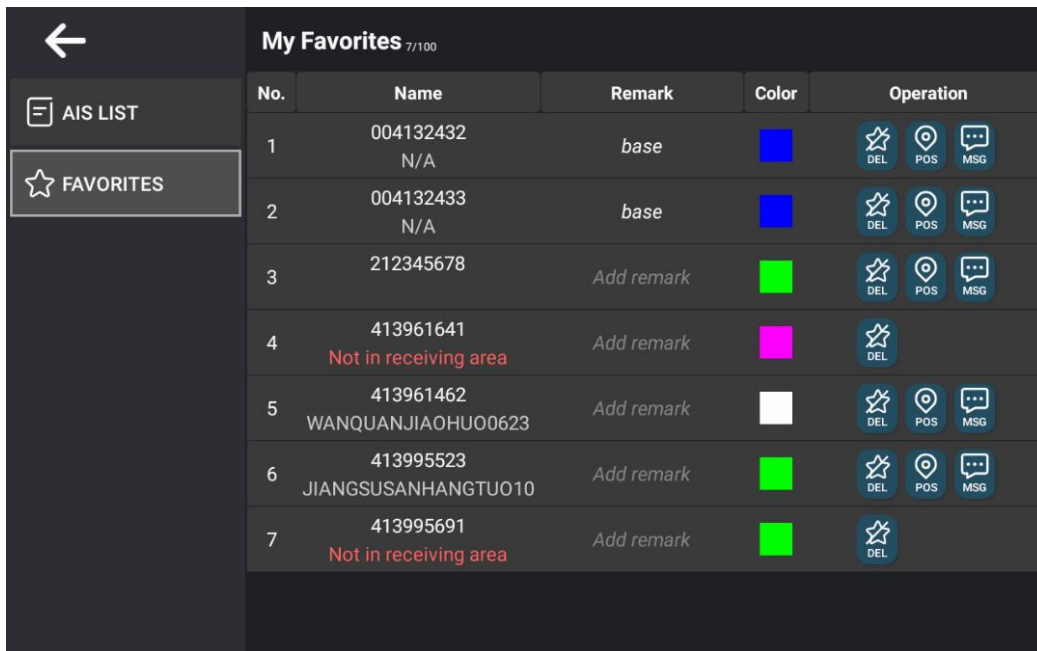 My Favorites 7/100
AIS LIST
FAVORITES
No. Name Remark Color Operation
1 004132432 N/A base DEL POS MSG
2 004132433 N/A base DEL POS MSG
3 212345678 Add remark DEL POS MSG
4 413961641 Not in receiving area Add remark DEL
5 413961462 WANQUANJIAOHUO0623 Add remark DEL POS MSG
6 413995523 JIANGSUSANHANGTUO10 Add remark DEL POS MSG
7 413995691 Not in receiving area Add remark DEL